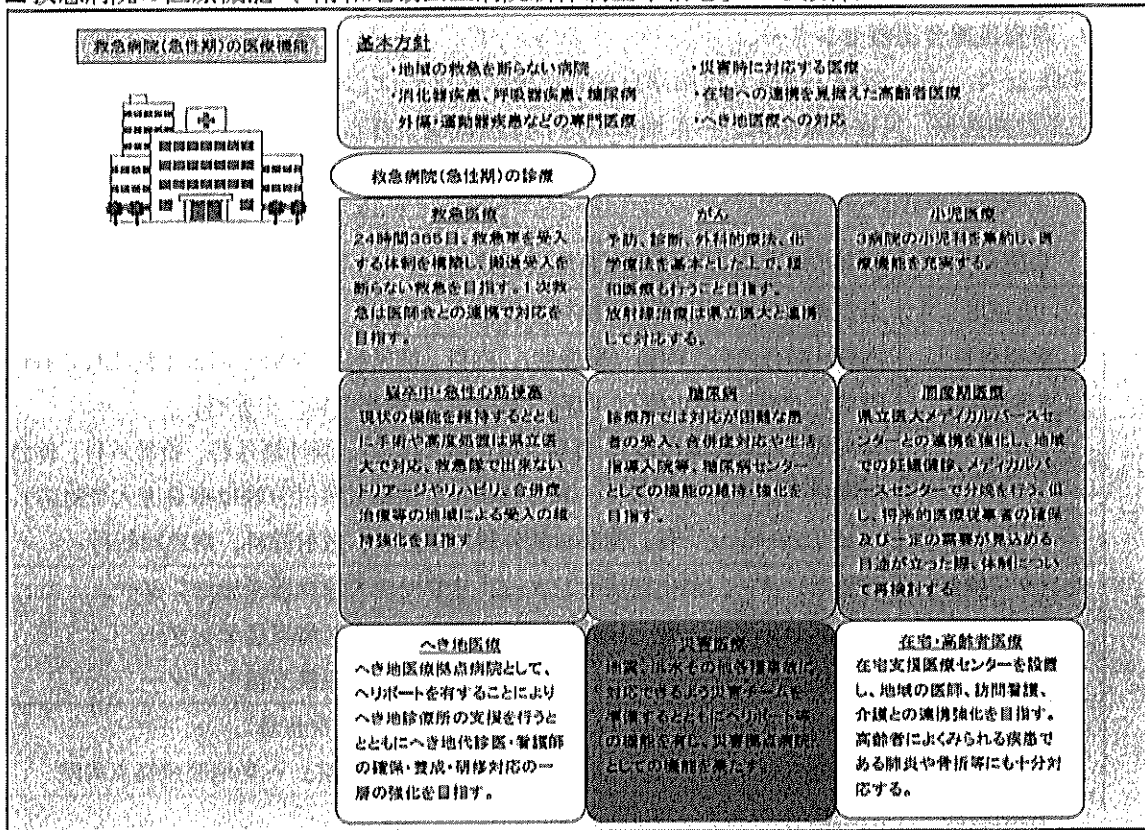 救急病院(急性期)の医療機能
基本方針
・地域の救急を断らない病院
・消化器疾患、呼吸器疾患、糖尿病
外傷・運動器疾患などの専門医療
・災害時に対応する医療
・在宅への連携を見据えた高齢者医療
・へき地医療への対応
救急病院(急性期)の診療
救急医療
24時間365日、救急車を受入
する体制を構築し、搬送受入を
断らない救急を目指す。1次救
急は医師会との連携で対応を
目指す。
がん
予防、診断、外科的療法、化
学療法を基本とした上で、緩
和医療も行うこと目指す。
放射線治療は県立医大と連携
して対応する。
小児医療
3病院の小児科を集約し、医
療機能を充実する。
脳卒中・急性心筋梗塞
現状の機能を維持するととも
に手術や高度処置は県立医
大で対応、救急隊で出来ない
トリアージやリハビリ、合併症
治療等の地域による受入の維
持強化を目指す
糖尿病
診療所では対応が困難な患
者の受入、合併症対応や生活
指導入院等、糖尿病センター
としての機能の維持・強化を
目指す。
周産期医療
県立医大メディカルバースセ
ンターとの連携を強化し、地域
での妊婦健診、メディカルバ
ースセンターで分娩を行う。但
し、将来的医療従事者の確保
及び一定の需要が見込める
目途が立った際、体制につい
て再検討する
へき地医療
へき地医療拠点病院として、
ヘリポートを有することにより
へき地診療所の支援を行うと
とともにへき地代診医・看護師
の確保・養成・研修対応の一
層の強化を目指す。
災害医療
地震、洪水その他各種事故に
対応できるよう災害チームを
準備するとともにヘリポート等
の機能を有し、災害拠点病院
としての機能を果たす。
在宅・高齢者医療
在宅支援医療センターを設置
し、地域の医師、訪問看護、
介護との連携強化を目指す。
高齢者によくみられる疾患で
ある肺炎や骨折等にも十分対
応する。